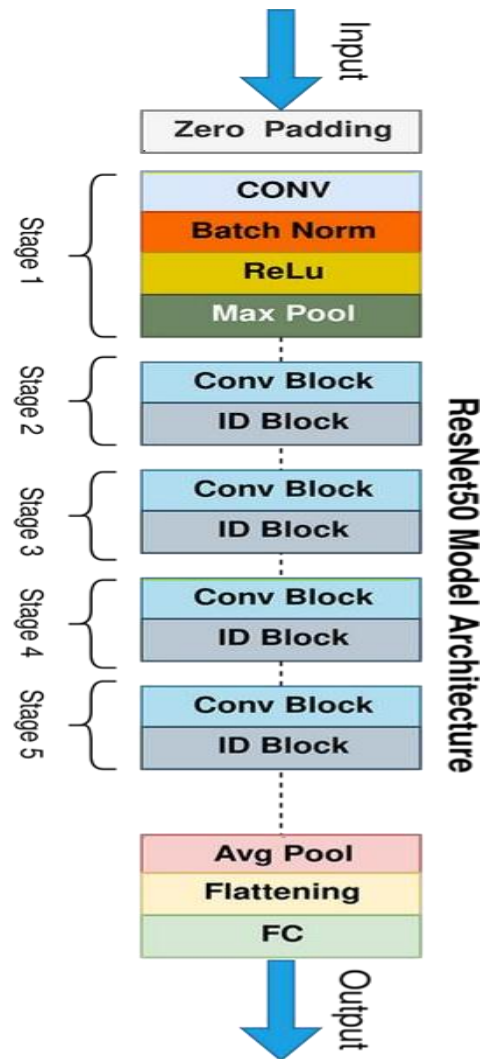 Input
Zero Padding
Stage 1
CONV
Batch Norm
ReLu
Max Pool
Stage 2
Conv Block
ID Block
Stage 3
Conv Block
ID Block
Stage 4
Conv Block
ID Block
Stage 5
Conv Block
ID Block
ResNet50 Model Architecture
Avg Pool
Flattening
FC
Output